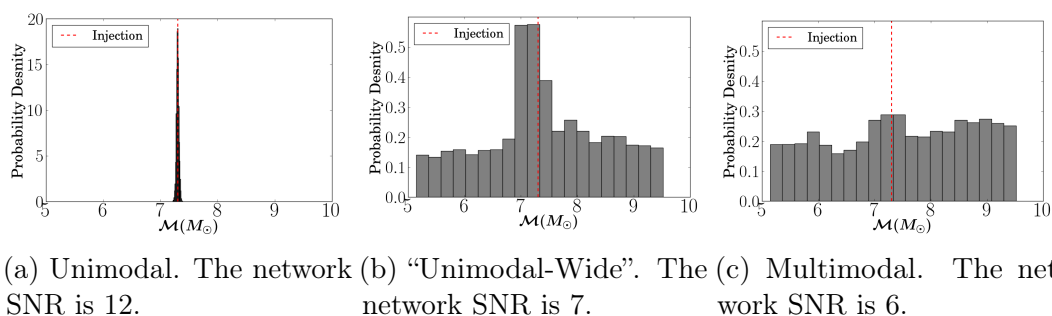 20
15
10
5
0
5
6
7
8
9
10
Probability Desnity
Injection
𝓜(M⊙)
0.5
0.4
0.3
0.2
0.1
0.0
5
6
7
8
9
10
Probability Desnity
Injection
𝓜(M⊙)
0.5
0.4
0.3
0.2
0.1
0.0
5
6
7
8
9
10
Probability Desnity
Injection
𝓜(M⊙)
(a) Unimodal. The network
SNR is 12.
(b) “Unimodal-Wide”. The
network SNR is 7.
(c) Multimodal. The net
work SNR is 6.